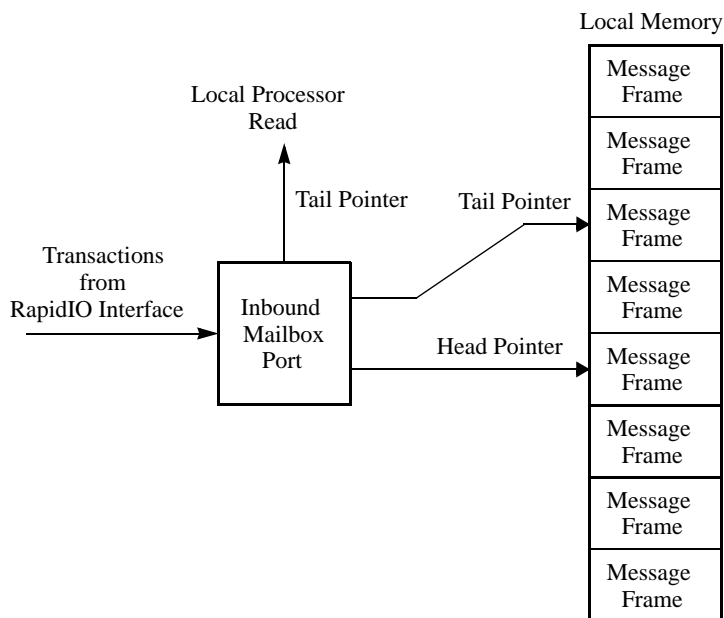 Local Memory
Message
Frame
Message
Frame
Message
Frame
Message
Frame
Message
Frame
Message
Frame
Message
Frame
Message
Frame
Local Processor
Read
Tail Pointer
Tail Pointer
Transactions
from
RapidIO Interface
Inbound
Mailbox
Port
Head Pointer